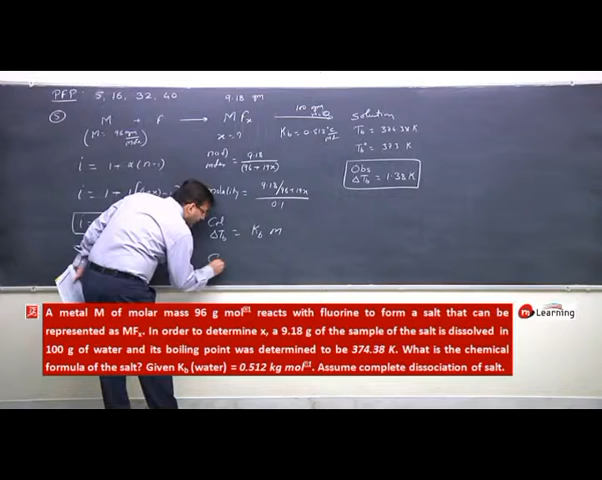 PFP 5, 16, 32, 40
9.18 gm
5 M + F → MFx 100 gm H2O
(M = 96 gm/mole) x = ? Kb = 0.512°C/m
Solution
Tb = 374.38 K
Tb° = 373 K
Obs
ΔTb = 1.38 K
i = 1 + α(n-1)
no of moles = 9.18/(96 + 19x)
molality = 9.18/96+19x / 0.1
i = 1 +
Cal
ΔTb = Kb m
A metal M of molar mass 96 g mol-1 reacts with fluorine to form a salt that can be
represented as MFx. In order to determine x, a 9.18 g of the sample of the salt is dissolved in
100 g of water and its boiling point was determined to be 374.38 K. What is the chemical
formula of the salt? Given Kb (water) = 0.512 kg mol-1. Assume complete dissociation of salt.
Learning